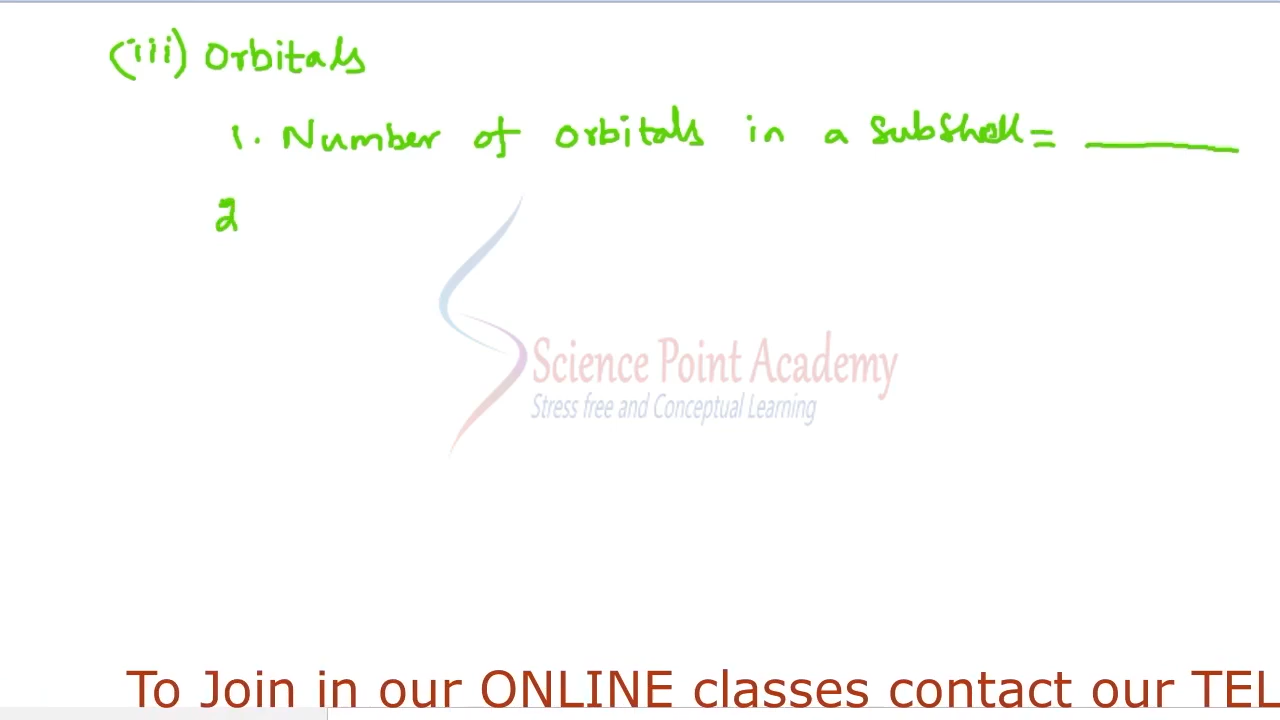 (iii) Orbitals
1. Number of orbitals in a subshell =
2
Science Point Academy
Stress free and Conceptual Learning
To Join in our ONLINE classes contact our TEL